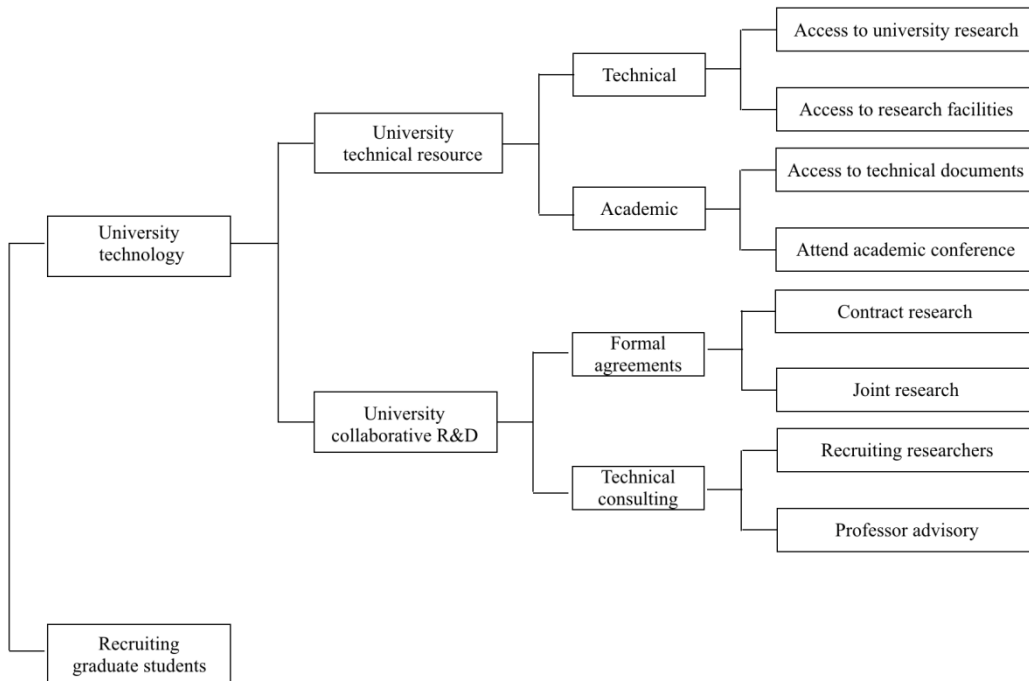 Access to university research
Technical
Access to research facilities
University
technical resource
Access to technical documents
Academic
Attend academic conference
University
technology
Contract research
Formal
agreements
Joint research
University
collaborative R&D
Recruiting researchers
Technical
consulting
Professor advisory
Recruiting
graduate students